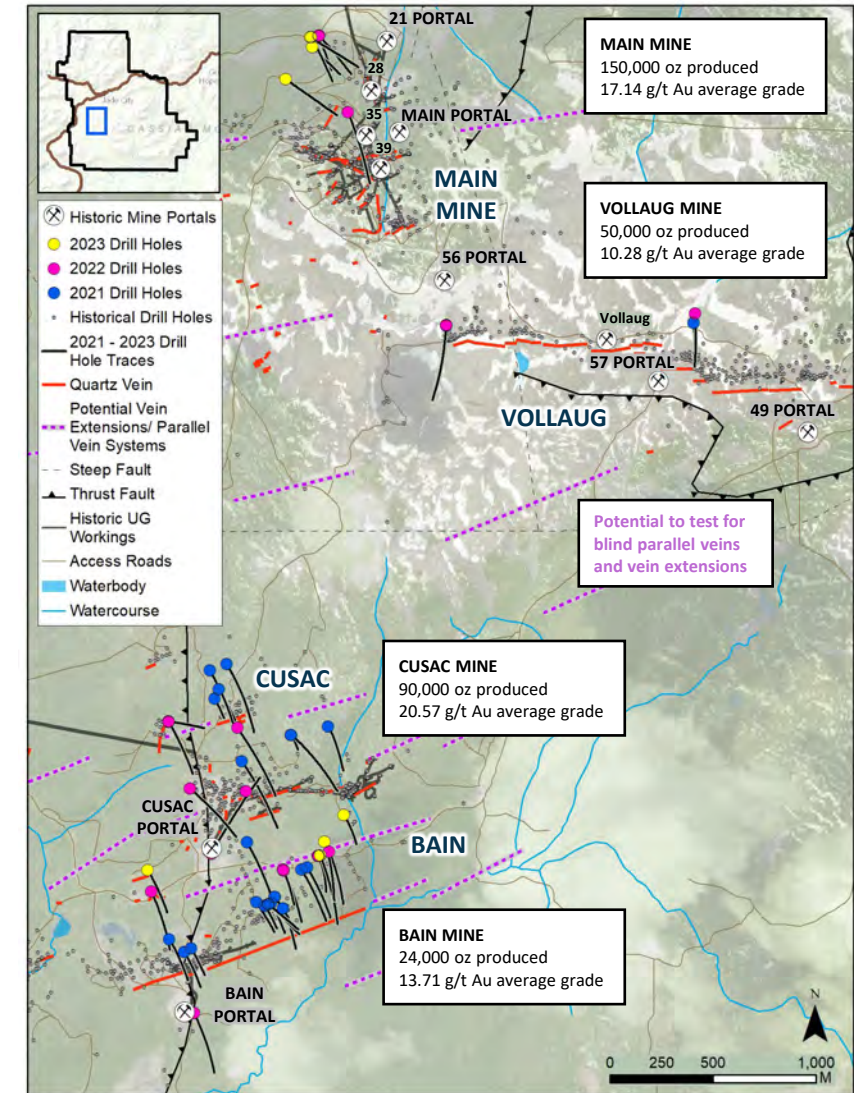 21 PORTAL
28
35
MAIN PORTAL
39
MAIN
MINE
56 PORTAL
Vollaug
57 PORTAL
VOLLAUG
49 PORTAL
MAIN MINE
150,000 oz produced
17.14 g/t Au average grade
VOLLAUG MINE
50,000 oz produced
10.28 g/t Au average grade
Jade City
Historic Mine Portals
2023 Drill Holes
2022 Drill Holes
2021 Drill Holes
Historical Drill Holes
2021 - 2023 Drill
Hole Traces
Quartz Vein
Potential Vein
Extensions/ Parallel
Vein Systems
Steep Fault
Thrust Fault
Historic UG
Workings
Access Roads
Waterbody
Watercourse
Potential to test for
blind parallel veins
and vein extensions
CUSAC
CUSAC MINE
90,000 oz produced
20.57 g/t Au average grade
CUSAC
PORTAL
BAIN
BAIN MINE
24,000 oz produced
13.71 g/t Au average grade
BAIN
PORTAL
N
0 250 500 1,000
M